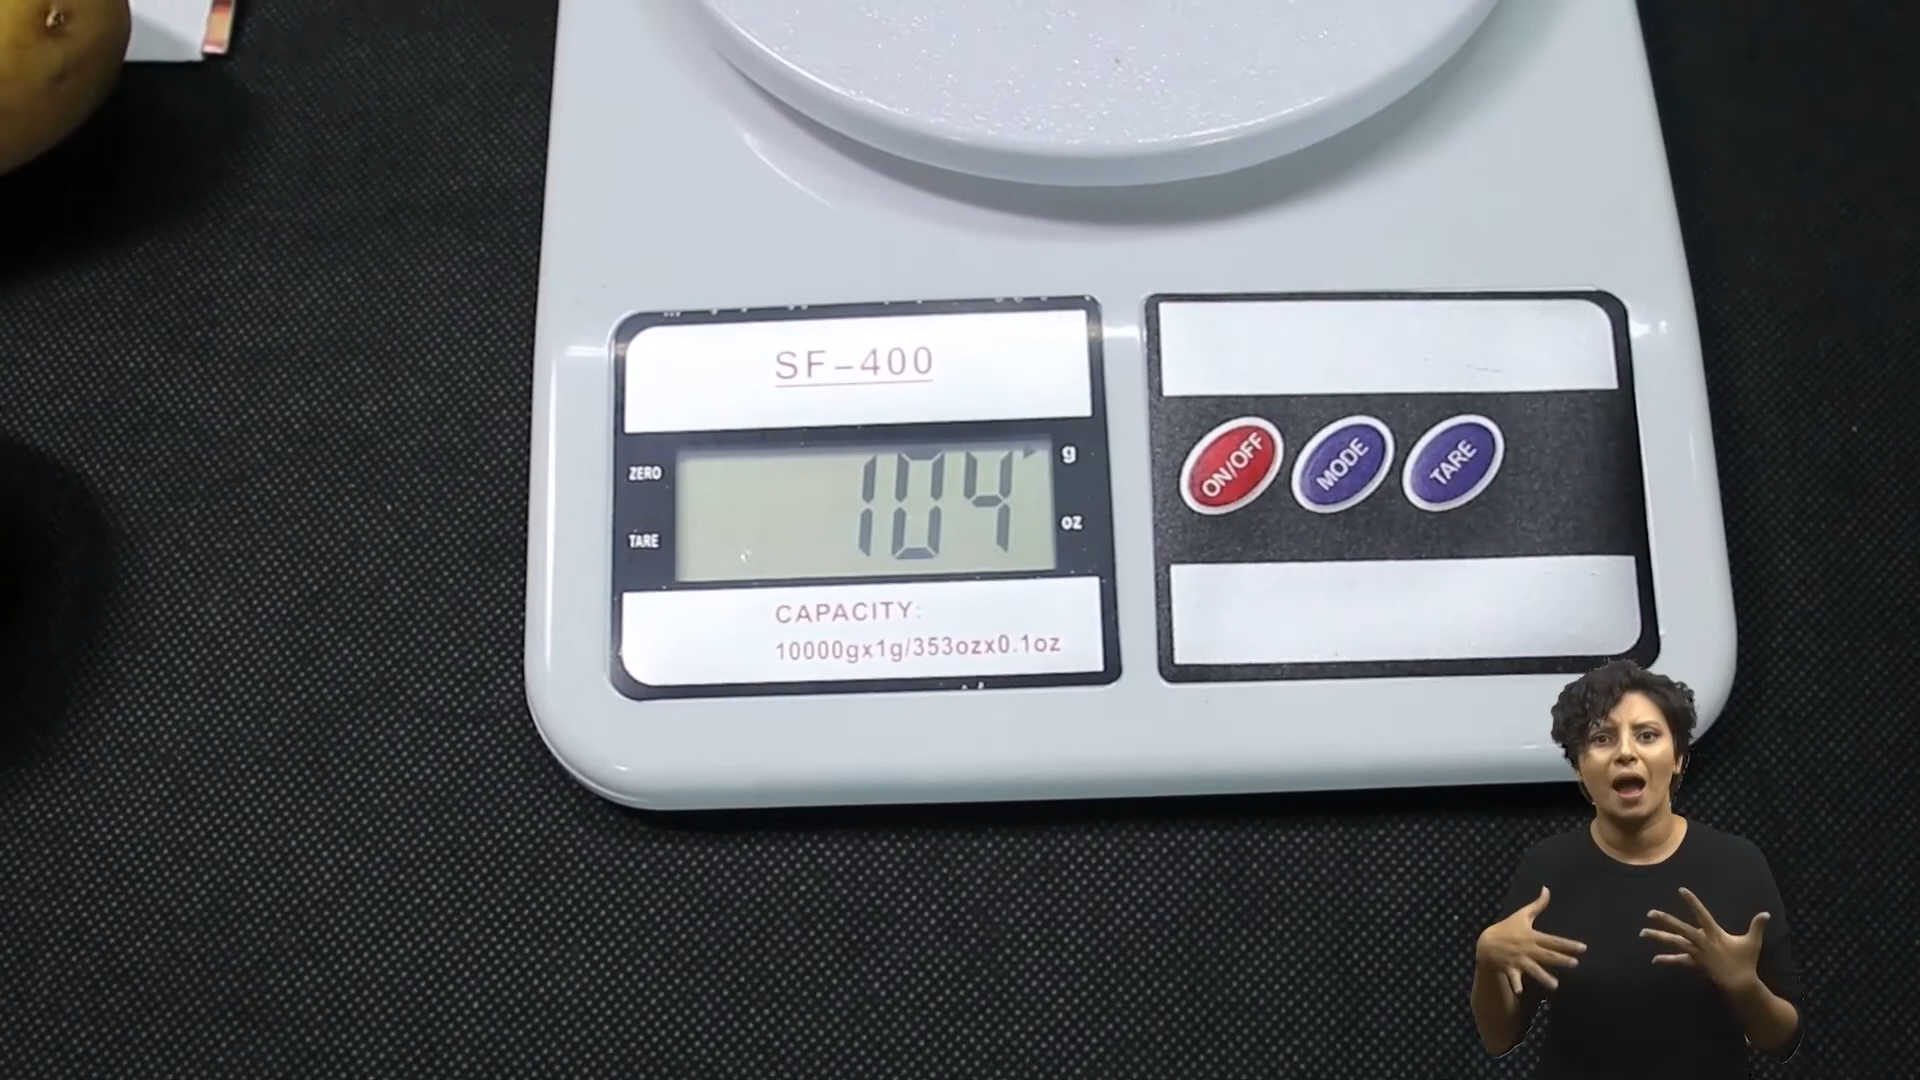 SF-400
ZERO
TARE
104
g
oz
CAPACITY:
10000gx1g/353ozx0.1oz
ON/OFF
MODE
TARE